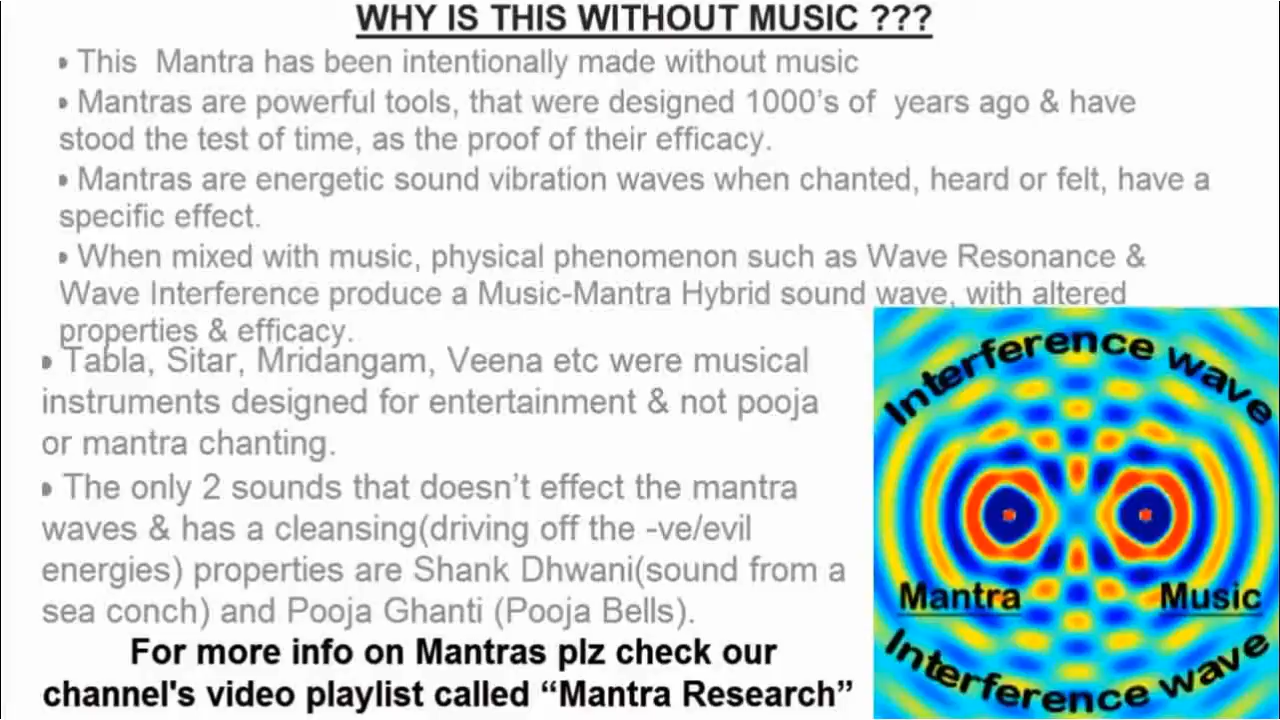 WHY IS THIS WITHOUT MUSIC ???
• This  Mantra has been intentionally made without music
• Mantras are powerful tools, that were designed 1000’s of  years ago & have
stood the test of time, as the proof of their efficacy.
• Mantras are energetic sound vibration waves when chanted, heard or felt, have a
specific effect.
• When mixed with music, physical phenomenon such as Wave Resonance &
Wave Interference produce a Music-Mantra Hybrid sound wave, with altered
properties & efficacy.
• Tabla, Sitar, Mridangam, Veena etc were musical
instruments designed for entertainment & not pooja
or mantra chanting.
• The only 2 sounds that doesn’t effect the mantra
waves & has a cleansing(driving off the -ve/evil
energies) properties are Shank Dhwani(sound from a
sea conch) and Pooja Ghanti (Pooja Bells).
For more info on Mantras plz check our
channel's video playlist called “Mantra Research”
Interference wave
Mantra
Music
Interference wave